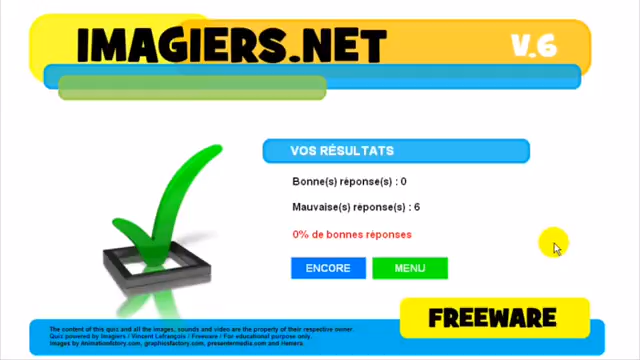 IMAGIERS.NET
V.6
VOS RÉSULTATS
Bonne(s) réponse(s) : 0
Mauvaise(s) réponse(s) : 6
0% de bonnes réponses
ENCORE
MENU
FREEWARE
The content of this quiz and all the images, sounds and video are the property of their respective owner.
Quiz powered by Imagiers / Vincent Lefrançois / Freeware / For educational purpose only.
Images by Animationfactory.com, graphicsfactory.com, presentermedia.com and Hemera.